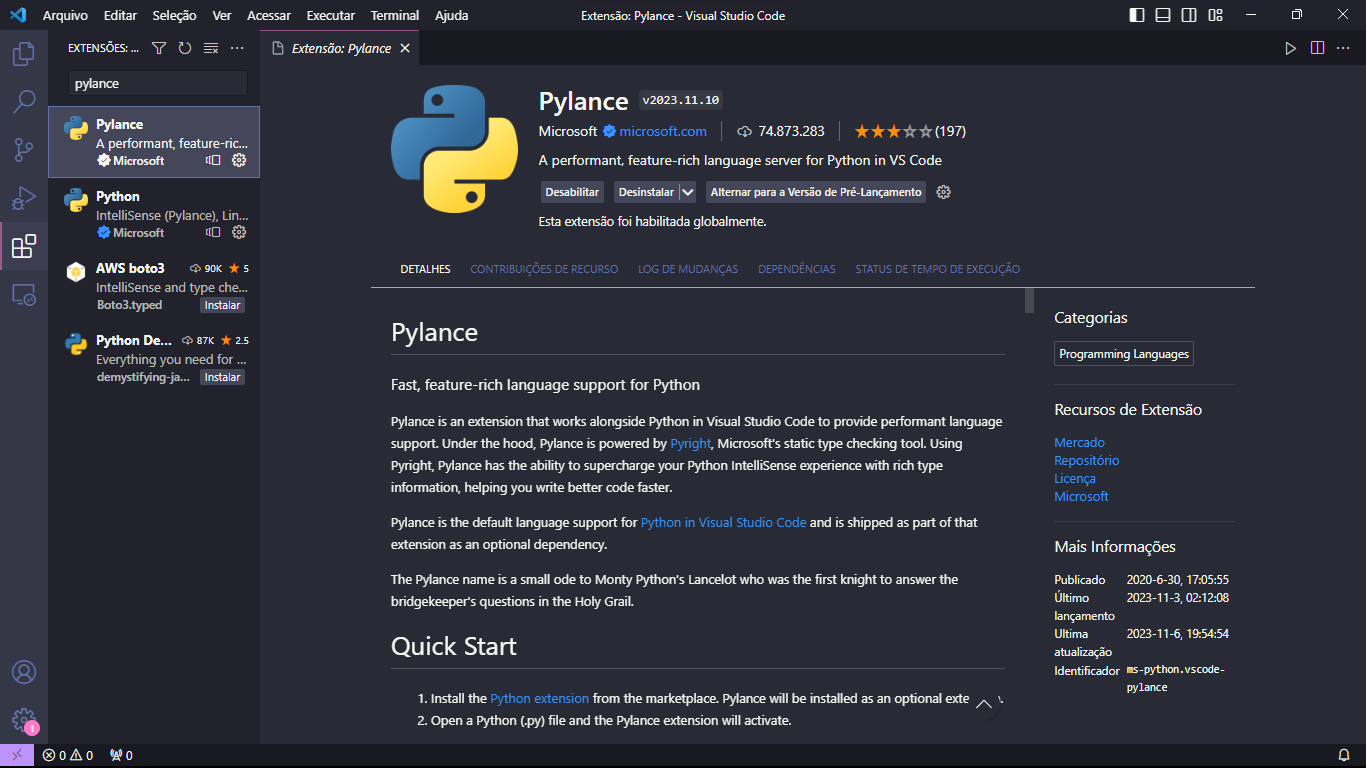 Arquivo Editar Seleção Ver Acessar Executar Terminal Ajuda
Extensão: Pylance - Visual Studio Code
EXTENSÕES: ...
Extensão: Pylance
pylance
Pylance
A performant, feature-ric...
Microsoft
Python
IntelliSense (Pylance), Lin...
Microsoft
AWS boto3 90K 5
IntelliSense and type che...
Boto3.typed Instalar
Python De... 87K 2.5
Everything you need for ...
demystifying-ja... Instalar
1
Pylance v2023.11.10
Microsoft microsoft.com 74.873.283 (197)
A performant, feature-rich language server for Python in VS Code
Desabilitar Desinstalar Alternar para a Versão de Pré-Lançamento
Esta extensão foi habilitada globalmente.
DETALHES CONTRIBUIÇÕES DE RECURSO LOG DE MUDANÇAS DEPENDÊNCIAS STATUS DE TEMPO DE EXECUÇÃO
Pylance
Fast, feature-rich language support for Python
Pylance is an extension that works alongside Python in Visual Studio Code to provide performant language
support. Under the hood, Pylance is powered by Pyright, Microsoft's static type checking tool. Using
Pyright, Pylance has the ability to supercharge your Python IntelliSense experience with rich type
information, helping you write better code faster.
Pylance is the default language support for Python in Visual Studio Code and is shipped as part of that
extension as an optional dependency.
The Pylance name is a small ode to Monty Python's Lancelot who was the first knight to answer the
bridgekeeper's questions in the Holy Grail.
Quick Start
1. Install the Python extension from the marketplace. Pylance will be installed as an optional exte
2. Open a Python (.py) file and the Pylance extension will activate.
Categorias
Programming Languages
Recursos de Extensão
Mercado
Repositório
Licença
Microsoft
Mais Informações
Publicado 2020-6-30, 17:05:55
Último 2023-11-3, 02:12:08
lançamento
Ultima 2023-11-6, 19:54:54
atualização
Identificador ms-python.vscode-
pylance
0 0 0